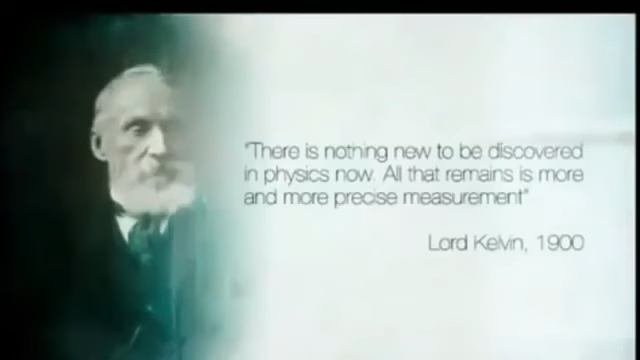 "There is nothing new to be discovered
in physics now. All that remains is more
and more precise measurement"
Lord Kelvin, 1900